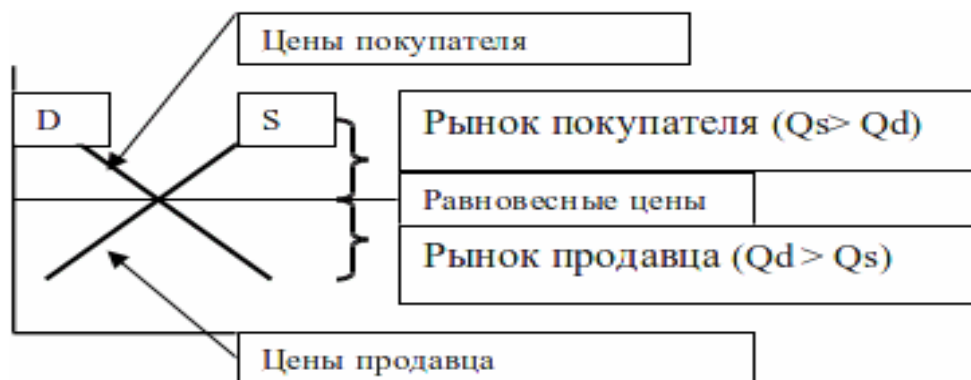 Цены покупателя
D
S
Рынок покупателя (Qs> Qd)
Равновесные цены
Рынок продавца (Qd > Qs)
Цены продавца